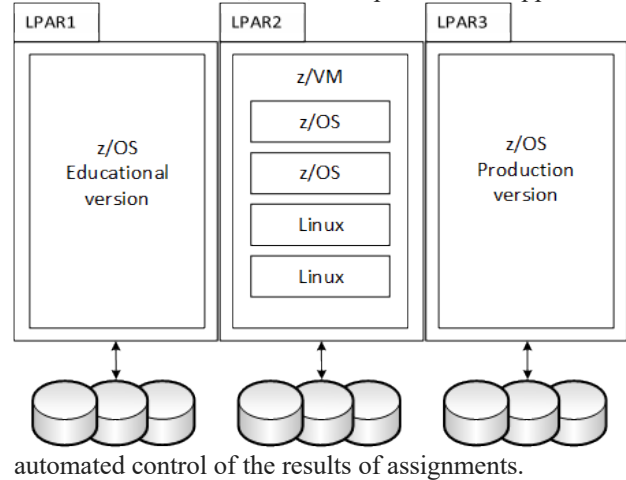 LPAR1
LPAR2
LPAR3
z/OS
Educational
version
z/VM
z/OS
z/OS
Linux
Linux
z/OS
Production
version
automated control of the results of assignments.